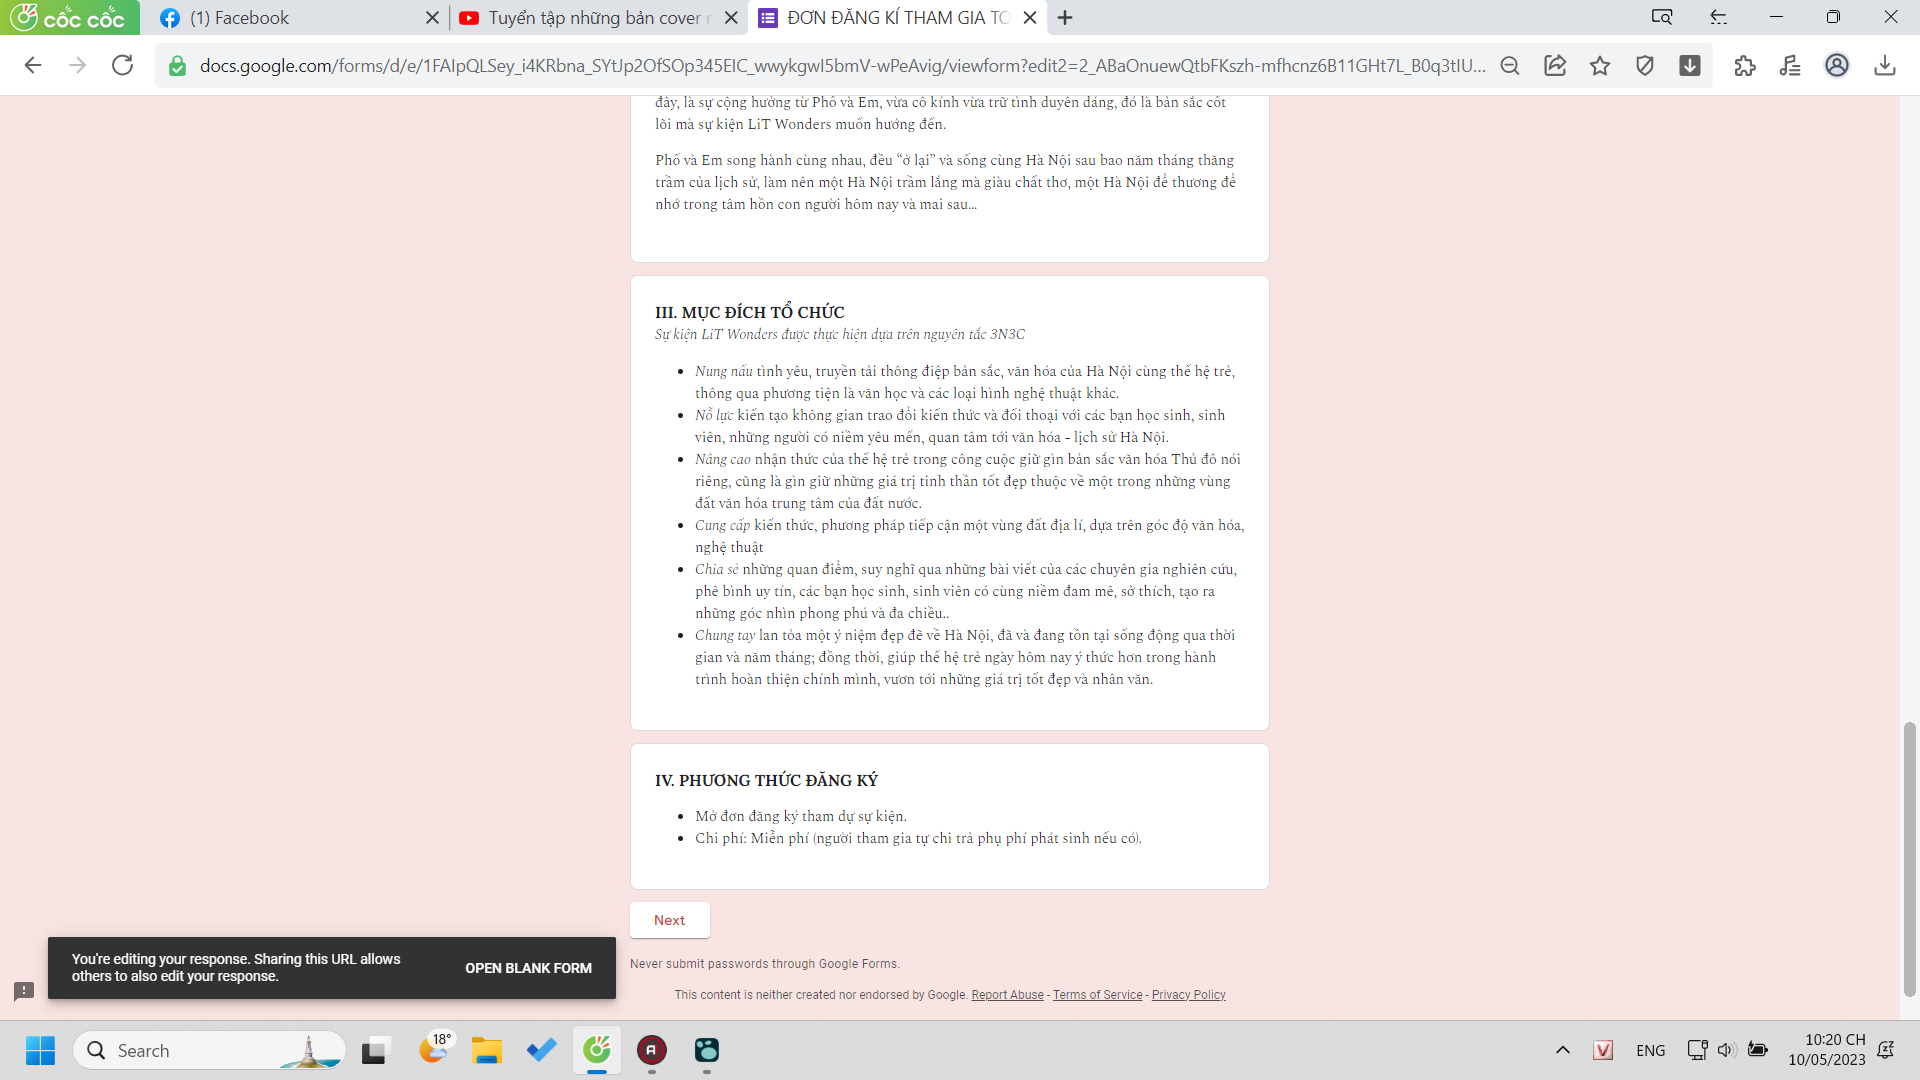 cốc cốc
(1) Facebook
Tuyển tập những bản cover
ĐƠN ĐĂNG KÍ THAM GIA TO
docs.google.com/forms/d/e/1FAIpQLSey_i4KRbna_SYtJp2OfSOp345EIC_wwykgwI5bmV-wPeAvig/viewform?edit2=2_ABaOnuewQtbFKszh-mfhcnz6B11GHt7L_B0q3tIU...
đây, là sự cộng hưởng từ Phố và Em, vừa cổ kính vừa trữ tình duyên dáng, đó là bản sắc cốt
lõi mà sự kiện LiT Wonders muốn hướng đến.
Phố và Em song hành cùng nhau, đều “ở lại” và sống cùng Hà Nội sau bao năm tháng thăng
trầm của lịch sử, làm nên một Hà Nội trầm lắng mà giàu chất thơ, một Hà Nội để thương để
nhớ trong tâm hồn con người hôm nay và mai sau...
III. MỤC ĐÍCH TỔ CHỨC
Sự kiện LiT Wonders được thực hiện dựa trên nguyên tắc 3N3C
Nung nấu tình yêu, truyền tải thông điệp bản sắc, văn hóa của Hà Nội cùng thế hệ trẻ,
thông qua phương tiện là văn học và các loại hình nghệ thuật khác.
Nỗ lực kiến tạo không gian trao đổi kiến thức và đối thoại với các bạn học sinh, sinh
viên, những người có niềm yêu mến, quan tâm tới văn hóa - lịch sử Hà Nội.
Nâng cao nhận thức của thế hệ trẻ trong công cuộc giữ gìn bản sắc văn hóa Thủ đô nói
riêng, cũng là gìn giữ những giá trị tinh thần tốt đẹp thuộc về một trong những vùng
đất văn hóa trung tâm của đất nước.
Cung cấp kiến thức, phương pháp tiếp cận một vùng đất địa lí, dựa trên góc độ văn hóa,
nghệ thuật
Chia sẻ những quan điểm, suy nghĩ qua những bài viết của các chuyên gia nghiên cứu,
phê bình uy tín, các bạn học sinh, sinh viên có cùng niềm đam mê, sở thích, tạo ra
những góc nhìn phong phú và đa chiều..
Chung tay lan tỏa một ý niệm đẹp đẽ về Hà Nội, đã và đang tồn tại sống động qua thời
gian và năm tháng; đồng thời, giúp thế hệ trẻ ngày hôm nay ý thức hơn trong hành
trình hoàn thiện chính mình, vươn tới những giá trị tốt đẹp và nhân văn.
IV. PHƯƠNG THỨC ĐĂNG KÝ
Mở đơn đăng ký tham dự sự kiện.
Chi phí: Miễn phí (người tham gia tự chi trả phụ phí phát sinh nếu có).
Next
You're editing your response. Sharing this URL allows
others to also edit your response.
OPEN BLANK FORM
Never submit passwords through Google Forms.
This content is neither created nor endorsed by Google. Report Abuse - Terms of Service - Privacy Policy
Search
18°
ENG
10:20 CH
10/05/2023